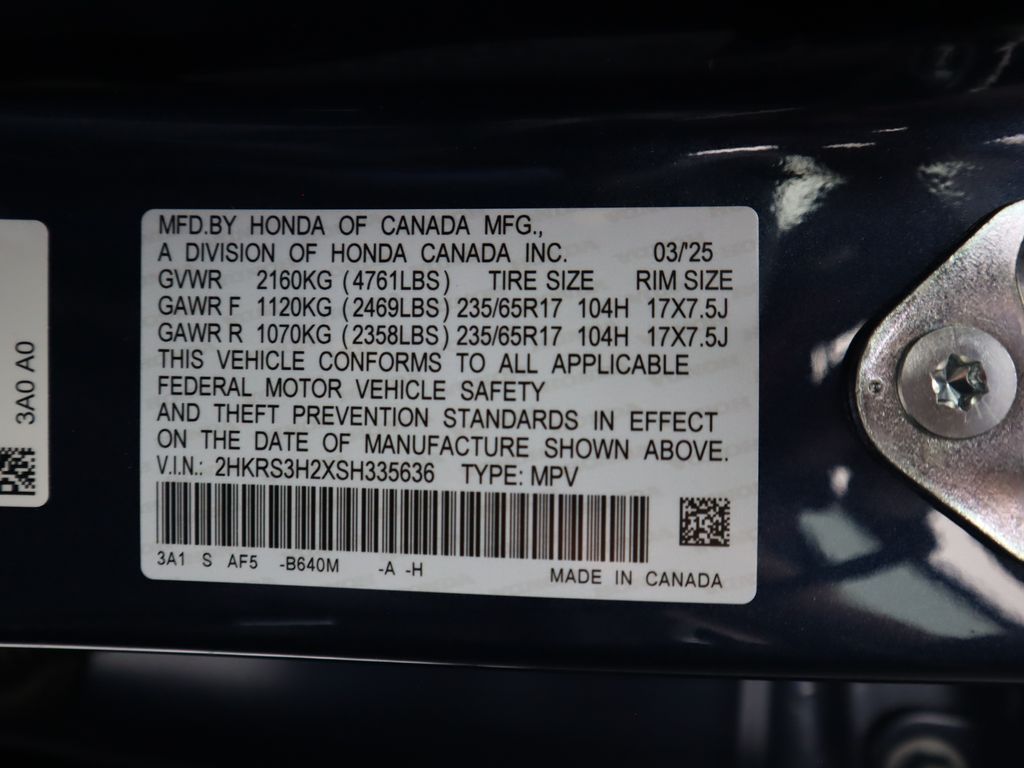 MFD.BY HONDA OF CANADA MFG.,
A DIVISION OF HONDA CANADA INC. 03/'25
GVWR 2160KG (4761LBS) TIRE SIZE RIM SIZE
GAWR F 1120KG (2469LBS) 235/65R17 104H 17X7.5J
GAWR R 1070KG (2358LBS) 235/65R17 104H 17X7.5J
THIS VEHICLE CONFORMS TO ALL APPLICABLE
FEDERAL MOTOR VEHICLE SAFETY
AND THEFT PREVENTION STANDARDS IN EFFECT
ON THE DATE OF MANUFACTURE SHOWN ABOVE.
V.I.N.: 2HKRS3H2XSH335636 TYPE: MPV
3A1 S AF5 -B640M -A -H
MADE IN CANADA
3A0 A0